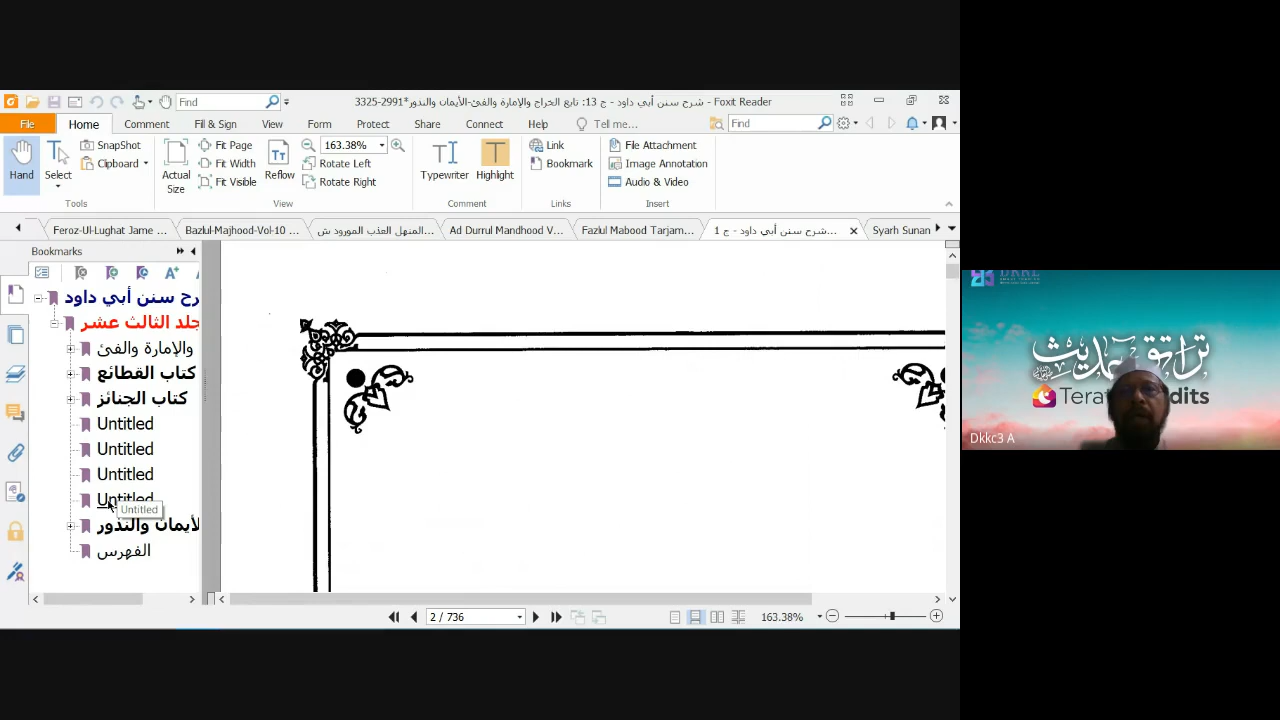 Find
شرح سنن أبي داود - ج 13: تابع الخراج والإمارة والفئ-الأيمان والنذور*2991-3325 - Foxit Reader
File Home Comment Fill & Sign View Form Protect Share Connect Help Tell me... Find
Hand
Select
SnapShot
Clipboard
Actual Size
Fit Page
Fit Width
Fit Visible
Reflow
163.38%
Rotate Left
Rotate Right
Typewriter
Highlight
Link
Bookmark
File Attachment
Image Annotation
Audio & Video
Tools View Comment Links Insert
Feroz-Ul-Lughat Jame ... Bazlul-Majhood-Vol-10 ... المنهل العذب المورود ش... Ad Durrul Mandhood V... Fazlul Mabood Tarjam... شرح سنن أبي داود - ج 1... Syarh Sunan
Bookmarks
رح سنن أبي داود
جلد الثالث عشر
والإمارة والفئ
كتاب القطائع
كتاب الجنائز
Untitled
Untitled
Untitled
Untitled
Untitled
لأيمان والنذور
الفهرس
2 / 736
163.38%
Dkkc3 A